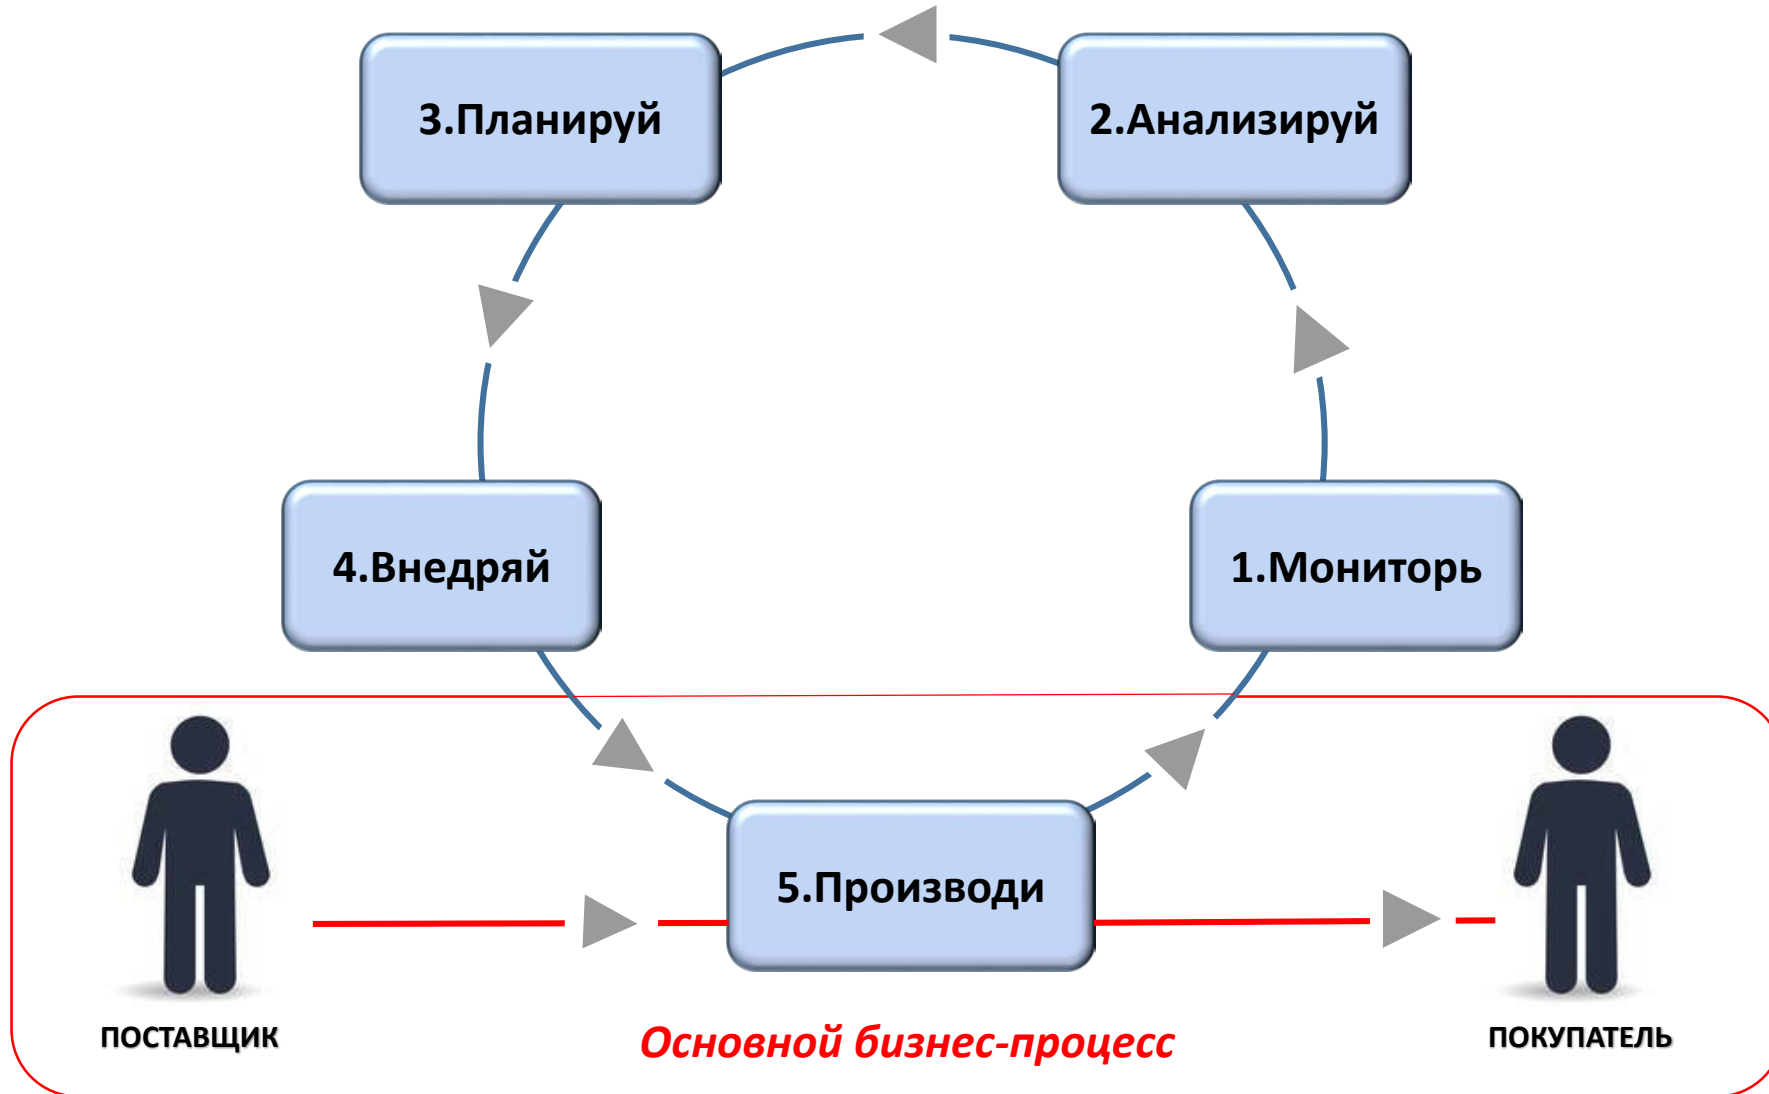 3.Планируй
2.Анализируй
4.Внедряй
1.Мониторь
5.Производи
ПОСТАВЩИК
Основной бизнес-процесс
ПОКУПАТЕЛЬ